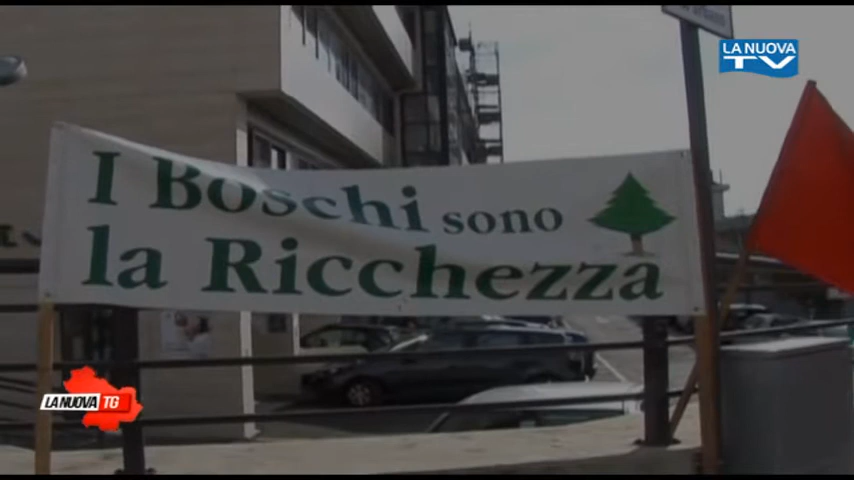 LA NUOVA
TV
I Boschi sono
la Ricchezza
LA NUOVA TG